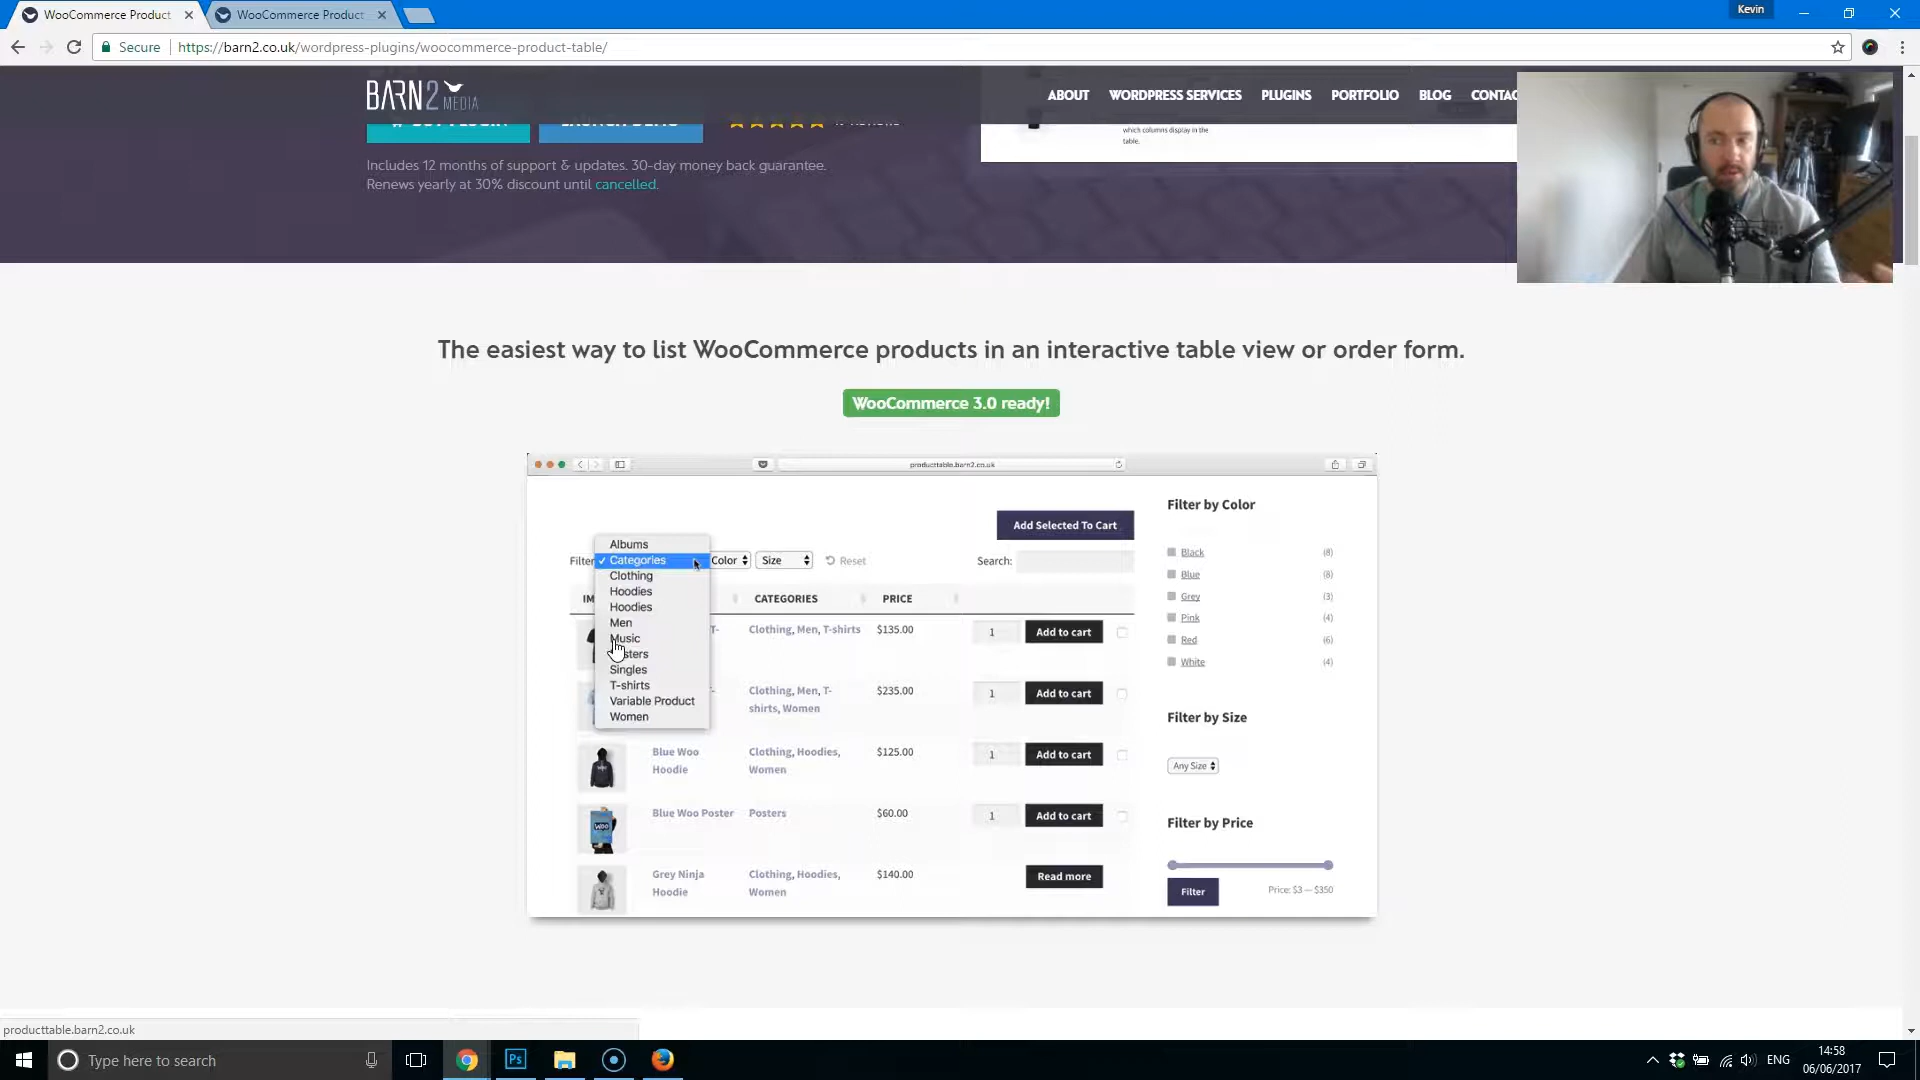 WooCommerce Product
WooCommerce Product
Kevin
Secure
https://barn2.co.uk/wordpress-plugins/woocommerce-product-table/
BARN2 MEDIA
ABOUT
WORDPRESS SERVICES
PLUGINS
PORTFOLIO
BLOG
CONTAC
which columns display in the
table.
Includes 12 months of support & updates. 30-day money back guarantee.
Renews yearly at 30% discount until cancelled.
The easiest way to list WooCommerce products in an interactive table view or order form.
WooCommerce 3.0 ready!
producttable.barn2.co.uk
Add Selected To Cart
Filter
Albums
Categories
Clothing
Hoodies
Hoodies
Men
Music
Singles
T-shirts
Variable Product
Women
Color
Size
Reset
Search:
IM
CATEGORIES
PRICE
T-
Clothing, Men, T-shirts
$135.00
1
Add to cart
T-
Clothing, Men, T-
shirts, Women
$235.00
1
Add to cart
Blue Woo
Hoodie
Clothing, Hoodies,
Women
$125.00
1
Add to cart
Blue Woo Poster
Posters
$60.00
1
Add to cart
Grey Ninja
Hoodie
Clothing, Hoodies,
Women
$140.00
Read more
Filter by Color
Black (8)
Blue (8)
Grey (3)
Pink (4)
Red (6)
White (4)
Filter by Size
Any Size
Filter by Price
Filter
Price: $3 — $350
producttable.barn2.co.uk
Type here to search
Ps
ENG
14:58
06/06/2017